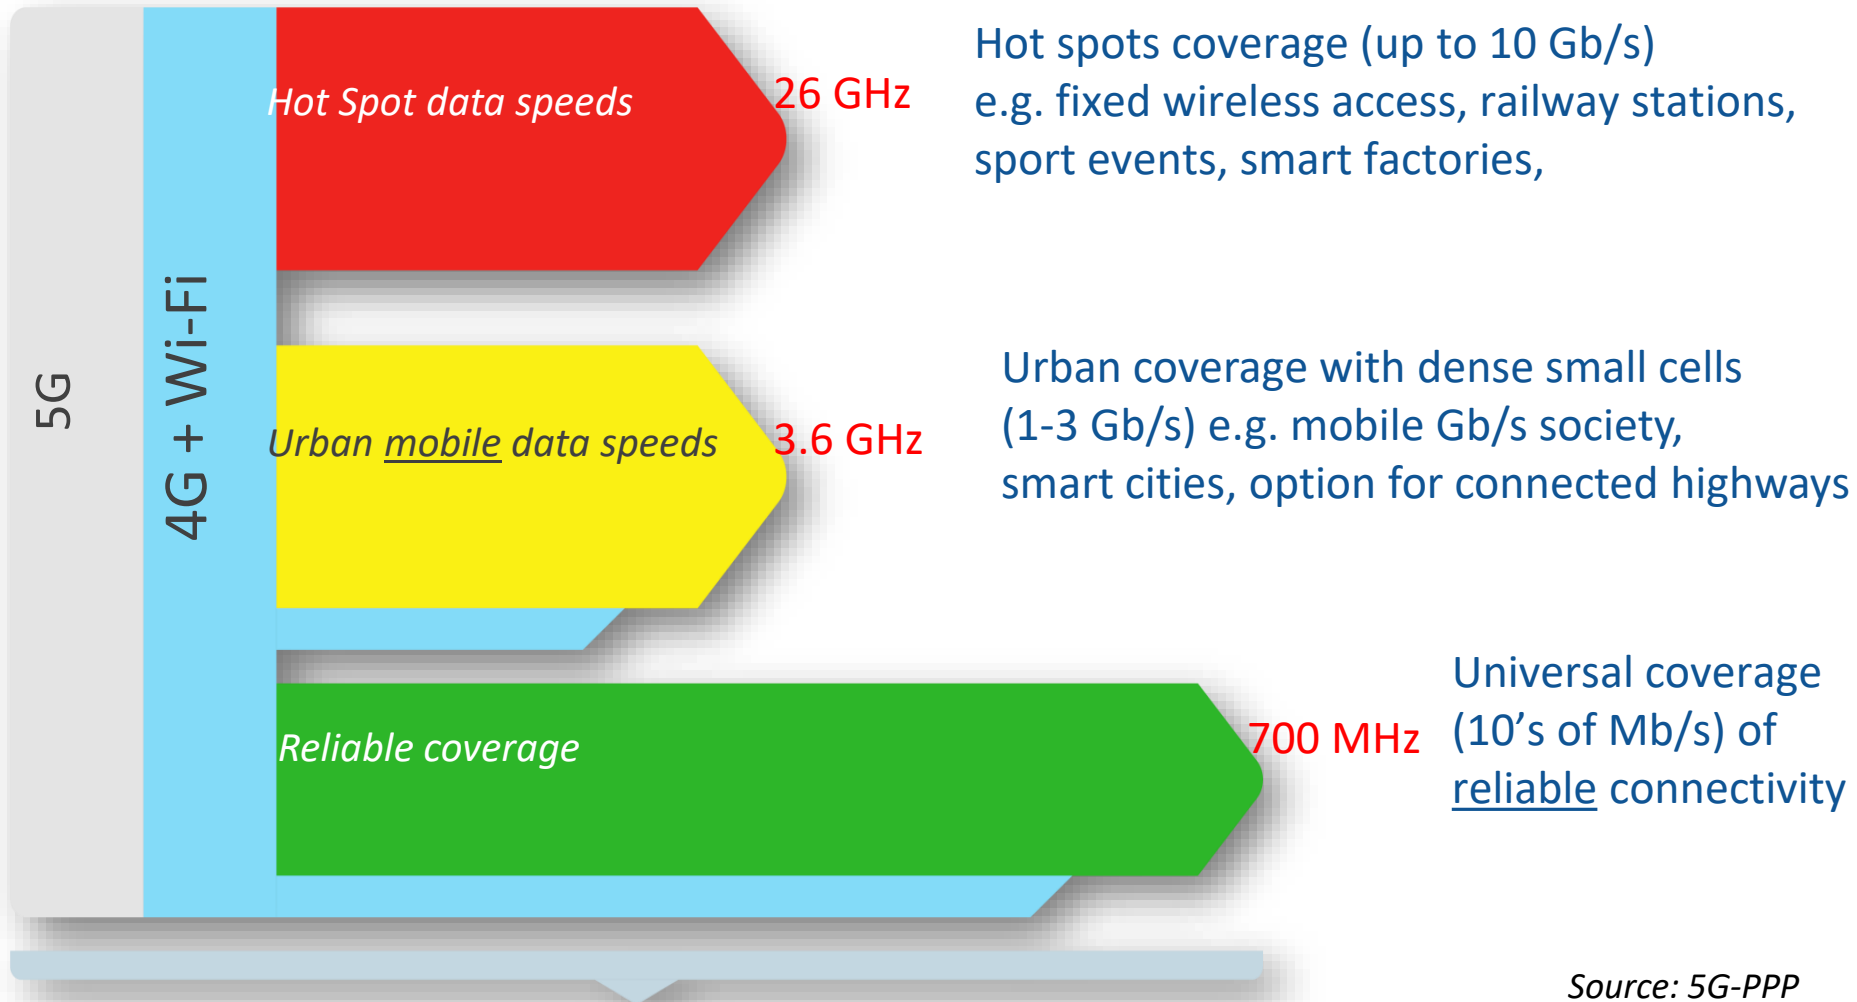 5G
4G + Wi-Fi
Hot Spot data speeds
26 GHz
Hot spots coverage (up to 10 Gb/s)
e.g. fixed wireless access, railway stations,
sport events, smart factories,
Urban mobile data speeds
3.6 GHz
Urban coverage with dense small cells
(1-3 Gb/s) e.g. mobile Gb/s society,
smart cities, option for connected highways
Reliable coverage
700 MHz
Universal coverage
(10’s of Mb/s) of
reliable connectivity
Source: 5G-PPP